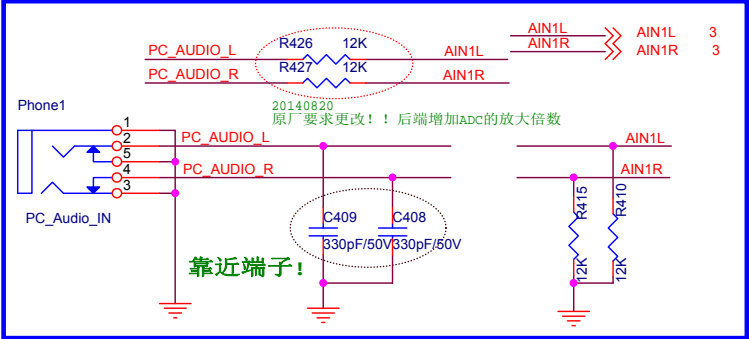 R426 12K
PC_AUDIO_L AIN1L
R427 12K
PC_AUDIO_R AIN1R
AIN1L AIN1L 3
AIN1R AIN1R 3
20140820
原厂要求更改！！后端增加ADC的放大倍数
Phone1
1
2
5
4
3
PC_Audio_IN
PC_AUDIO_L
PC_AUDIO_R
AIN1L
AIN1R
C409
330pF/50V
C408
330pF/50V
R415
12K
R410
12K
靠近端子！